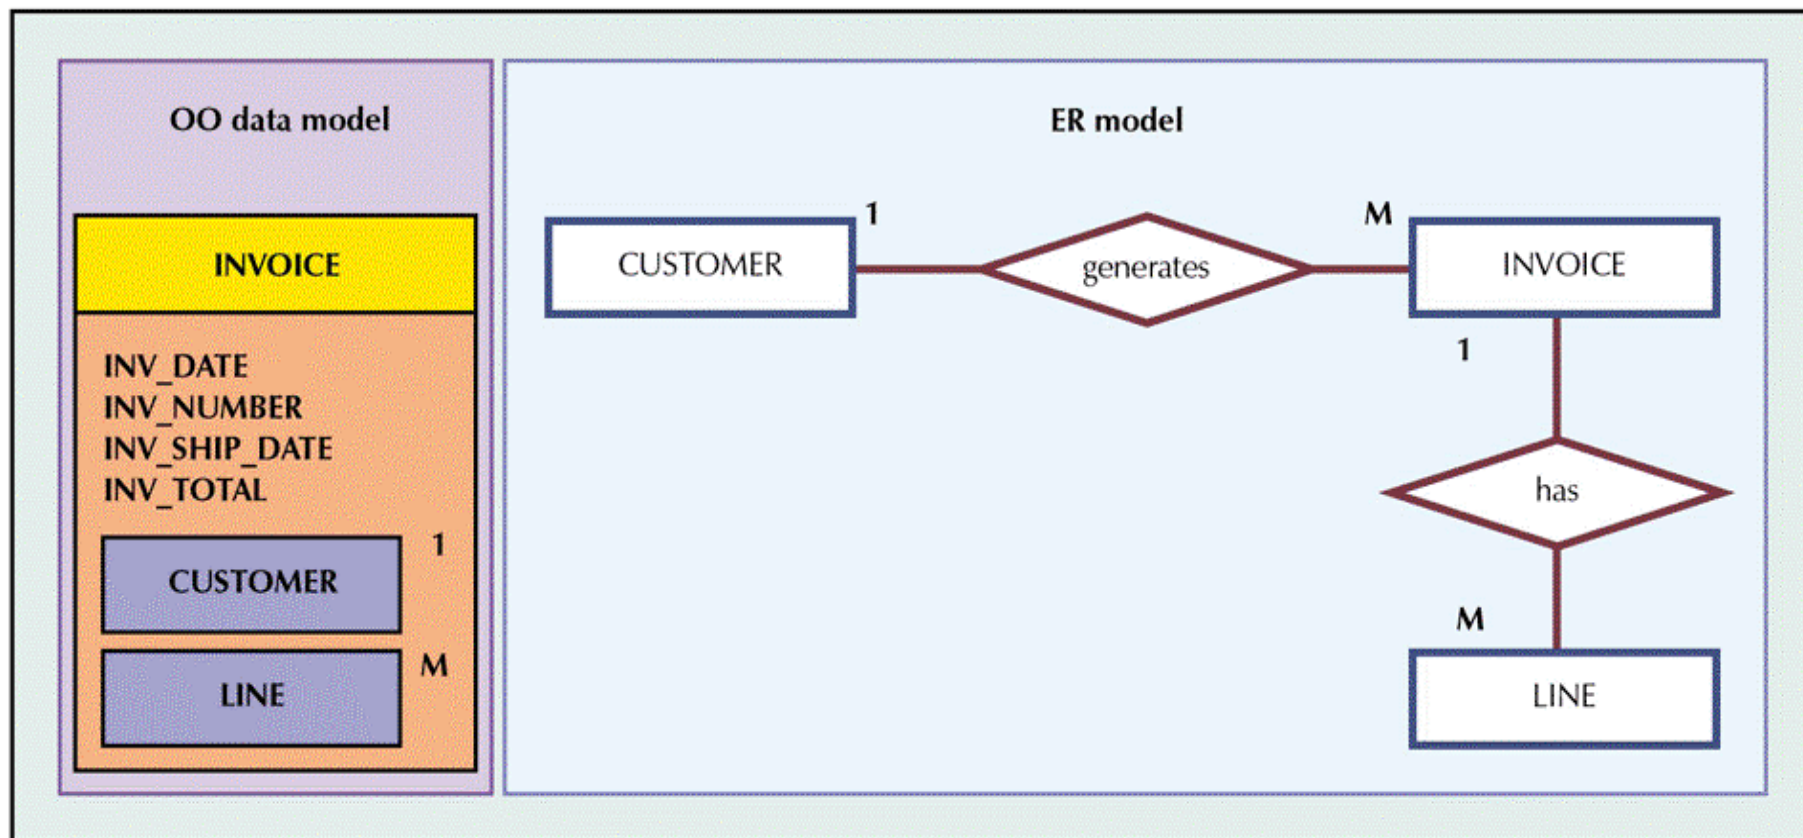 OO data model
INVOICE
INV_DATE
INV_NUMBER
INV_SHIP_DATE
INV_TOTAL
1
CUSTOMER
M
LINE
ER model
CUSTOMER
1
generates
M
INVOICE
1
has
M
LINE